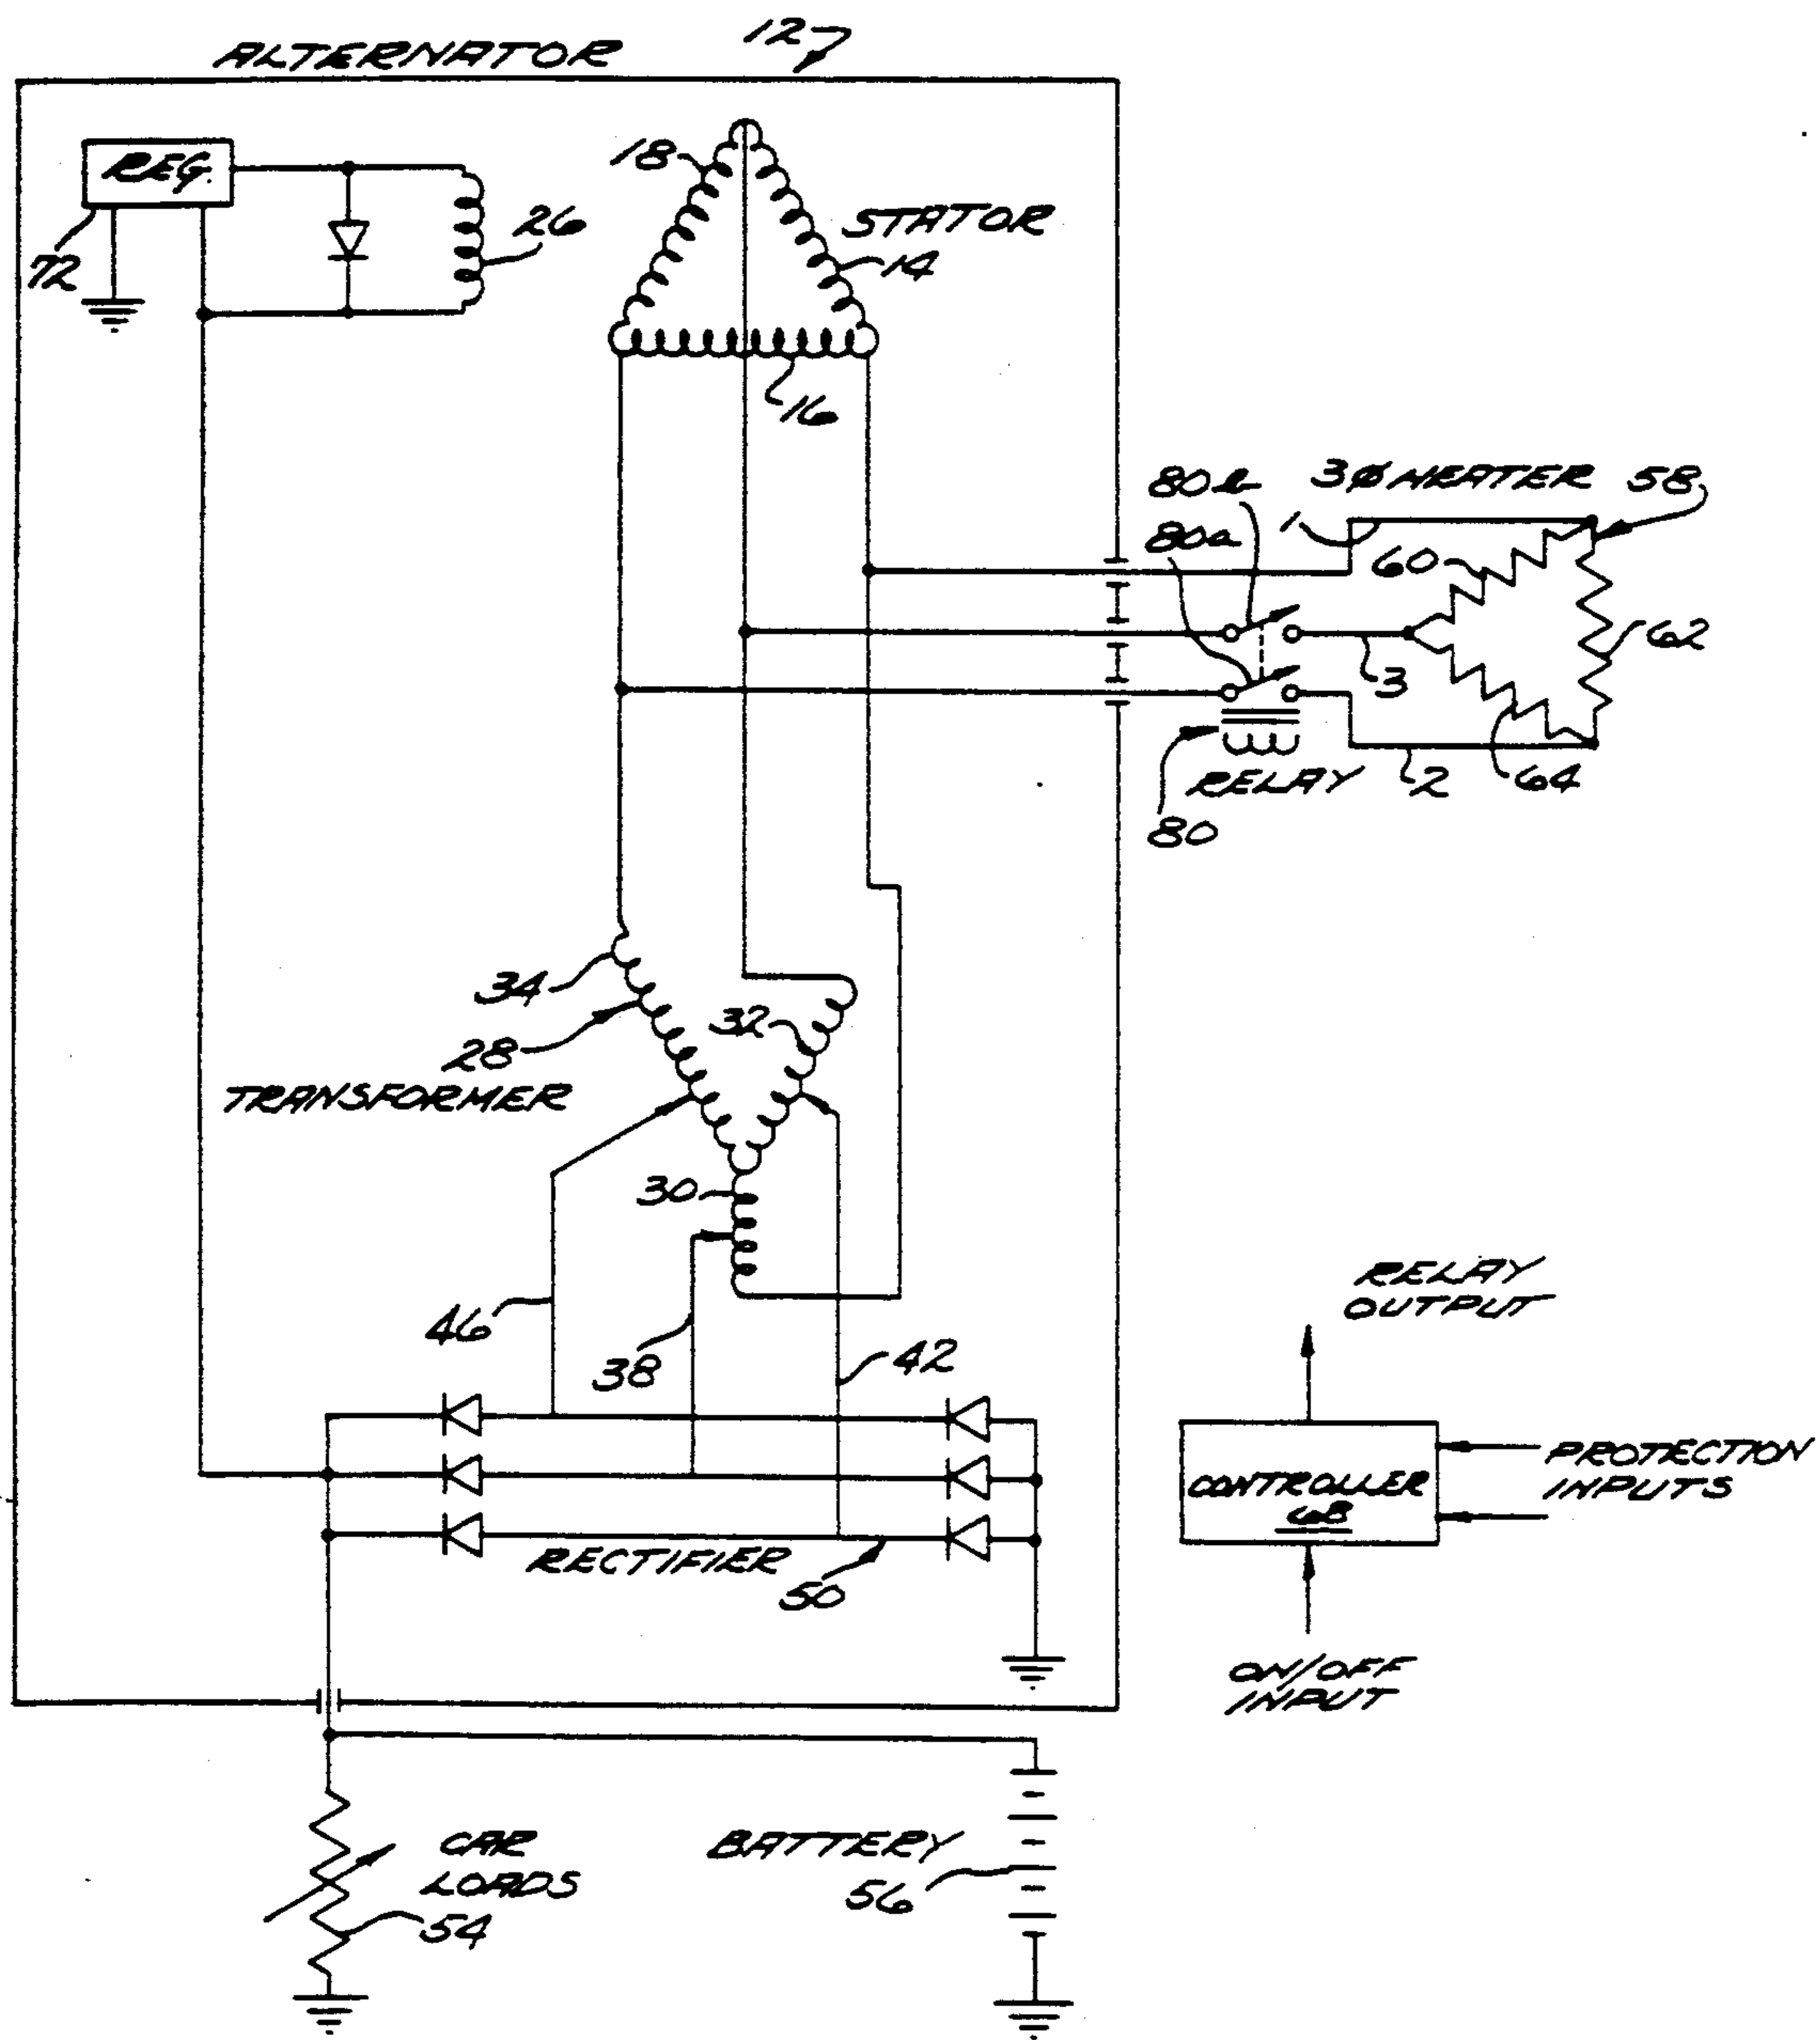 ALTERNATOR
12
REG.
72
26
18
STATOR
14
16
80b
3Ø HEATER
58
80a
1
60
62
3
RELAY
2
64
80
34
32
28
TRANSFORMER
30
46
38
42
RELAY
OUTPUT
PROTECTION
INPUTS
CONTROLLER
68
RECTIFIER
50
ON/OFF
INPUT
CAR
LOADS
54
BATTERY
56